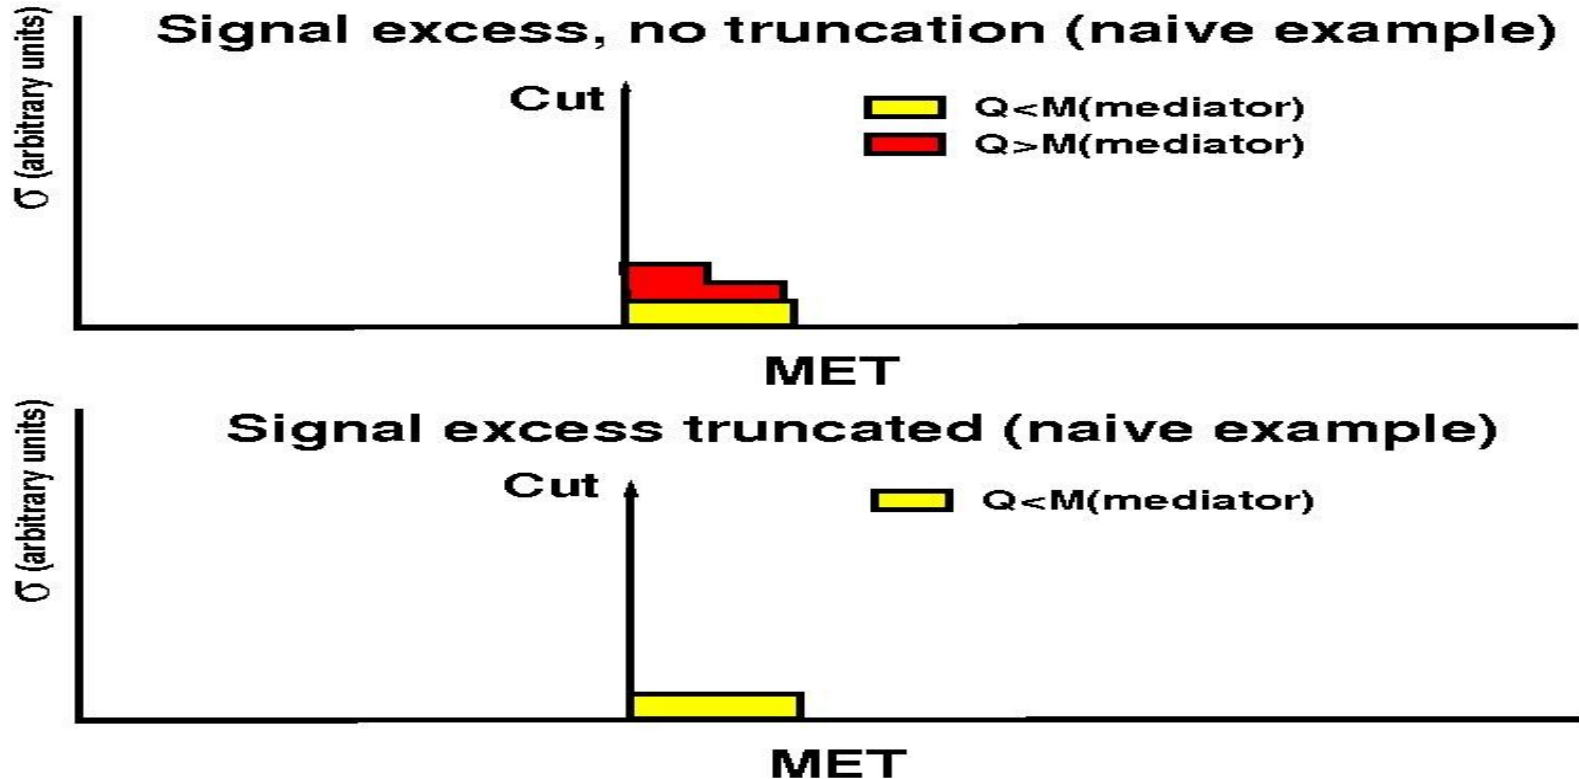 Signal excess, no truncation (naive example)
σ (arbitrary units)
Cut
Q<M(mediator)
Q>M(mediator)
MET
Signal excess truncated (naive example)
σ (arbitrary units)
Cut
Q<M(mediator)
MET